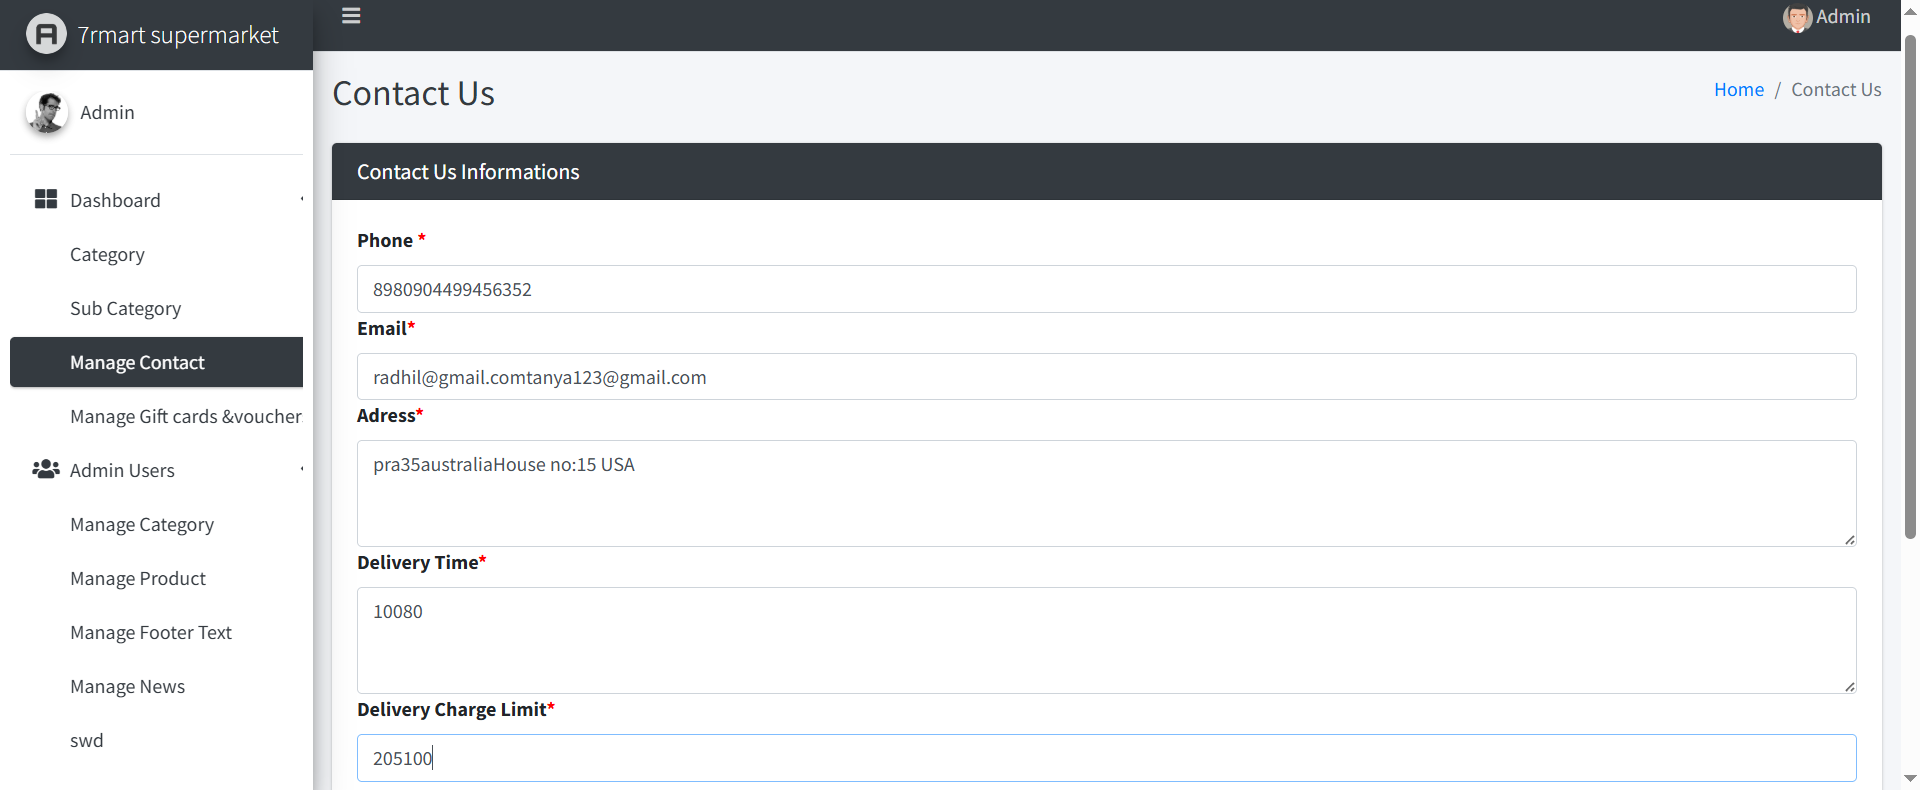 7rmart supermarket
Admin
Admin
Dashboard
Category
Sub Category
Manage Contact
Manage Gift cards &voucher
Admin Users
Manage Category
Manage Product
Manage Footer Text
Manage News
swd
Contact Us
Home / Contact Us
Contact Us Informations
Phone *
8980904499456352
Email*
radhil@gmail.comtanya123@gmail.com
Adress*
pra35australiaHouse no:15 USA
Delivery Time*
10080
Delivery Charge Limit*
205100